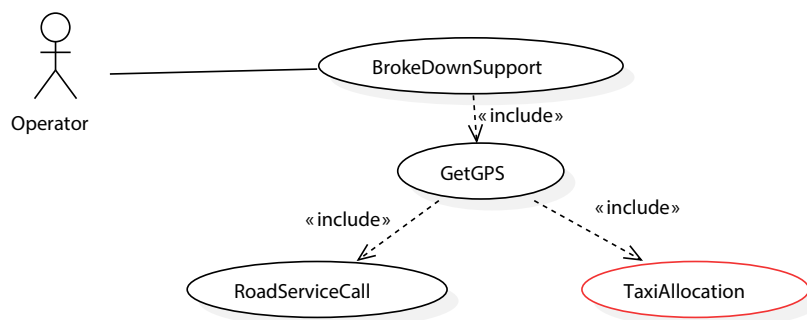 BrokeDownSupport
Operator
«include»
GetGPS
«include»
«include»
RoadServiceCall
TaxiAllocation